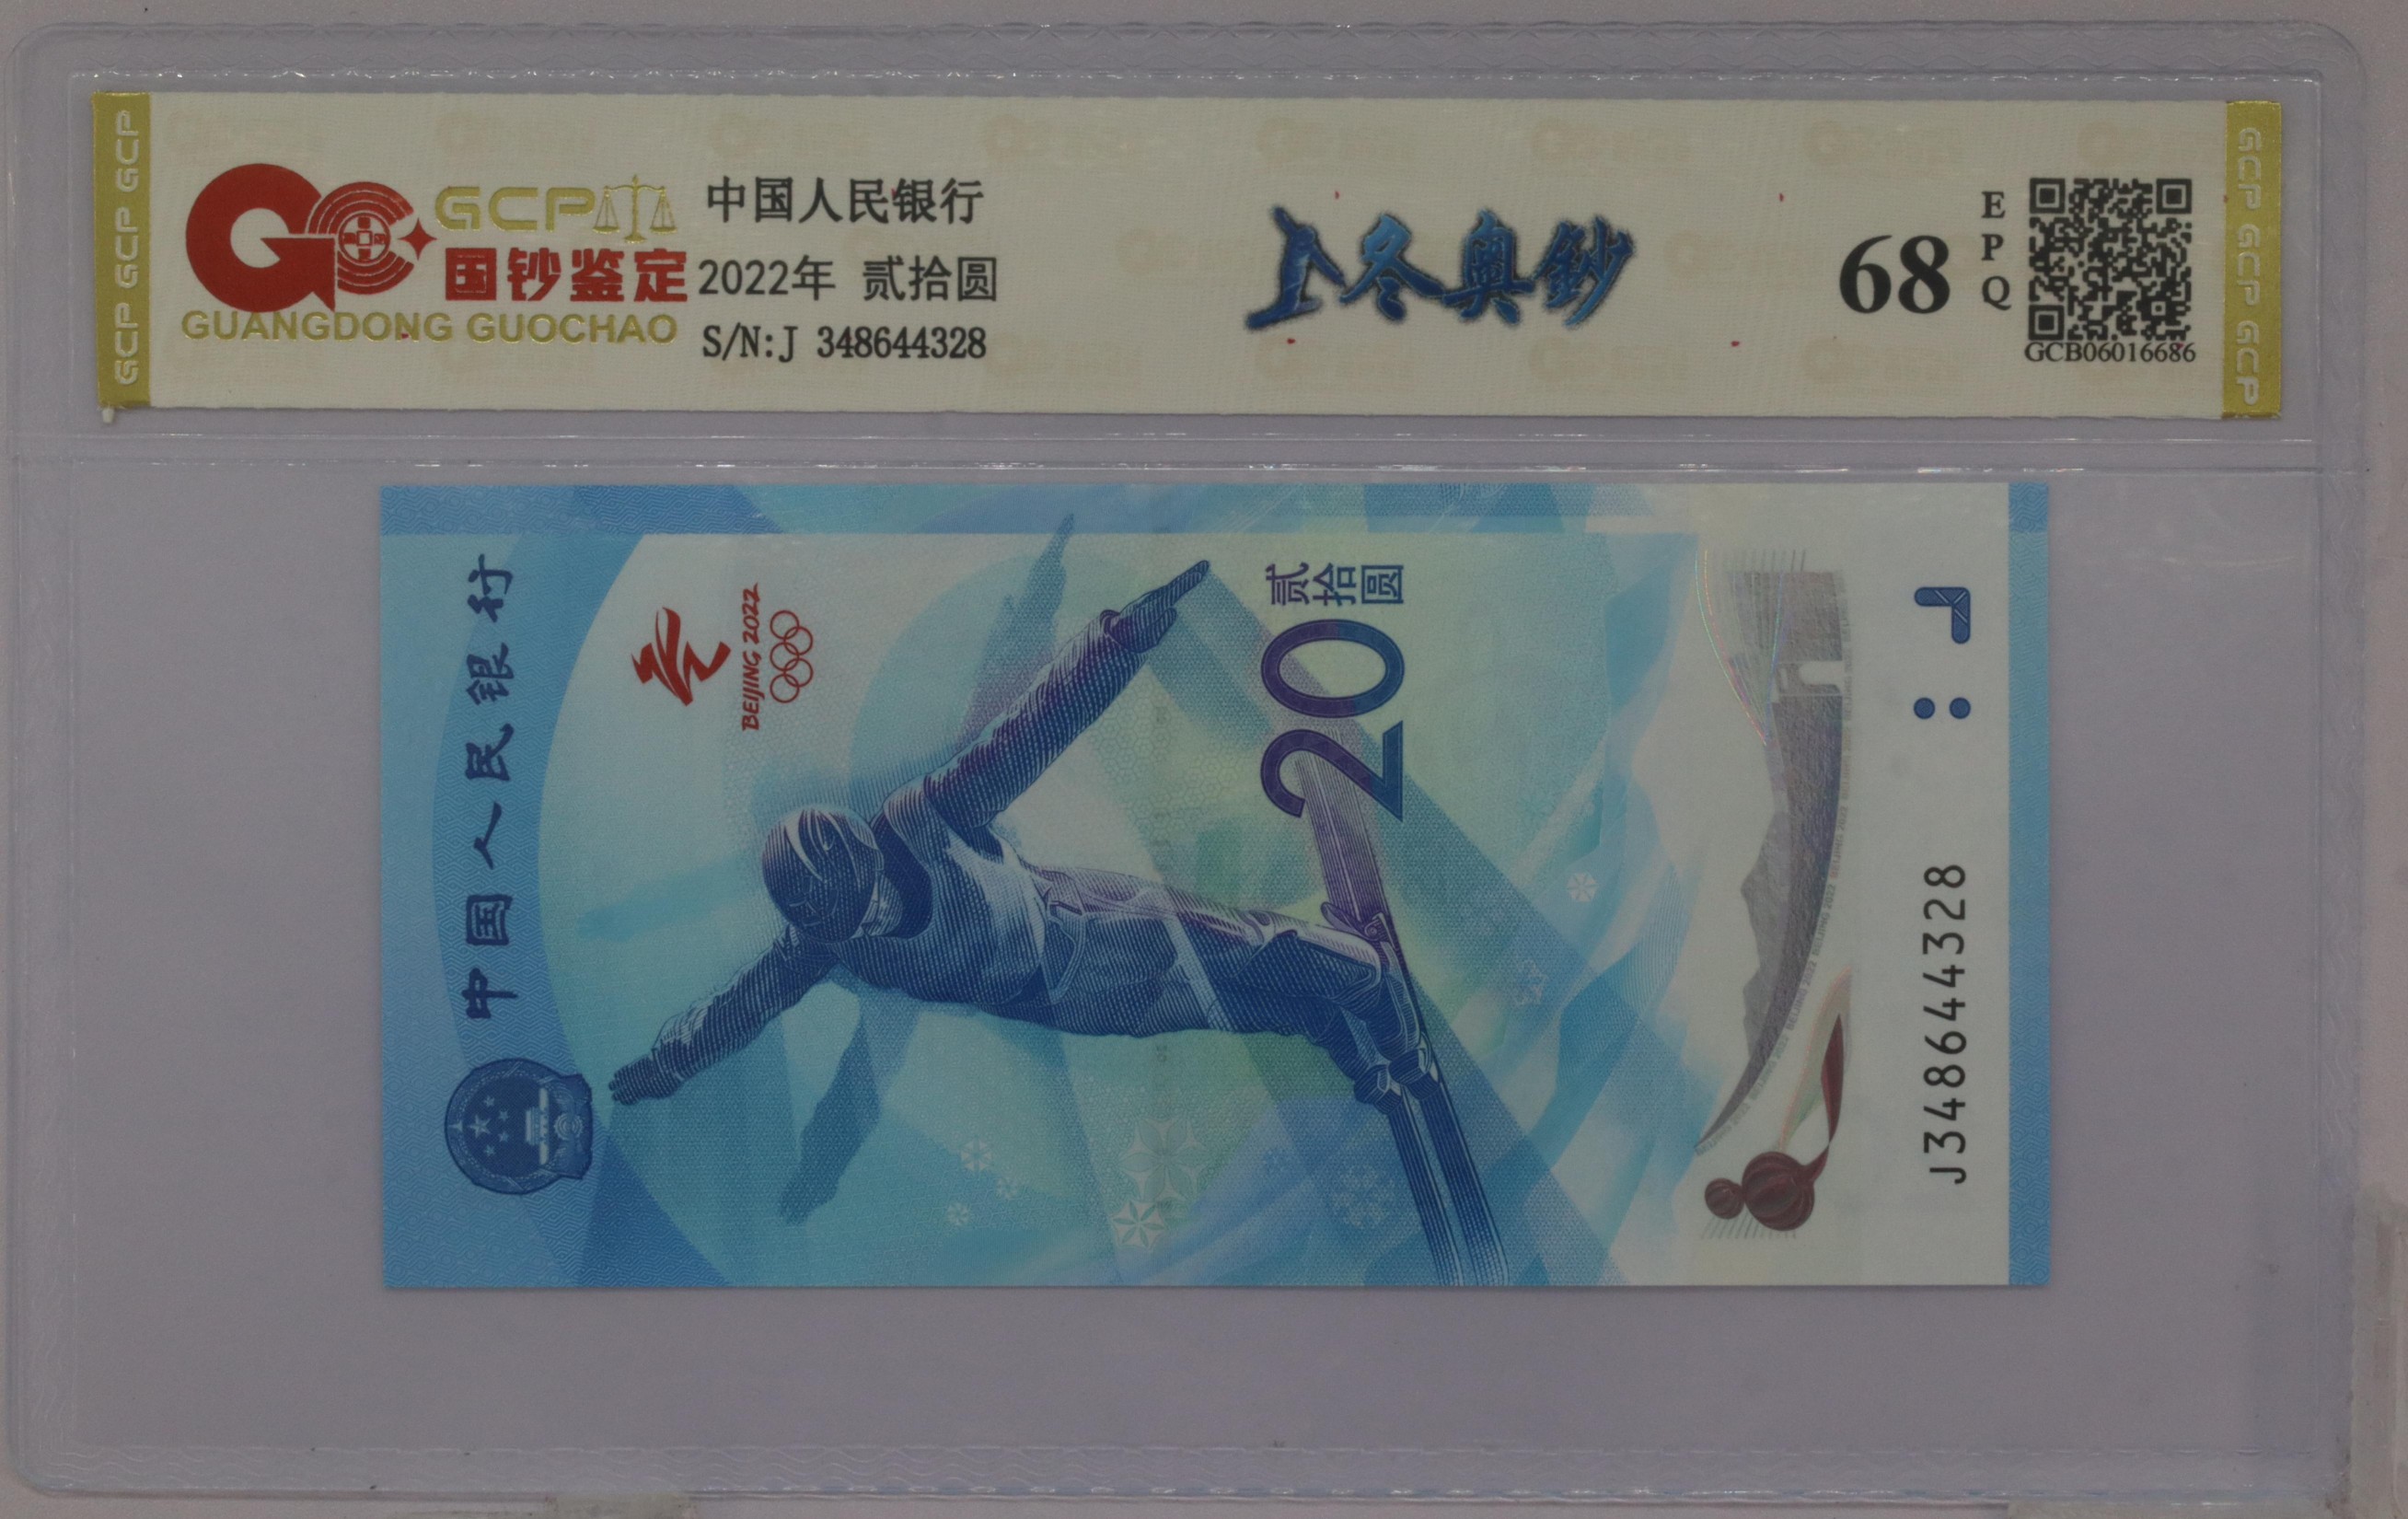 GCP GCP GCP
GCP
国钞鉴定
GUANGDONG GUOCHAO
中国人民银行
2022年 贰拾圆
S/N:J 348644328
冬奥鈔
68
EPQ
GCB06016686
GCP GCP GCP
中国人民银行
BEIJING 2022
贰拾圆
20
J348644328